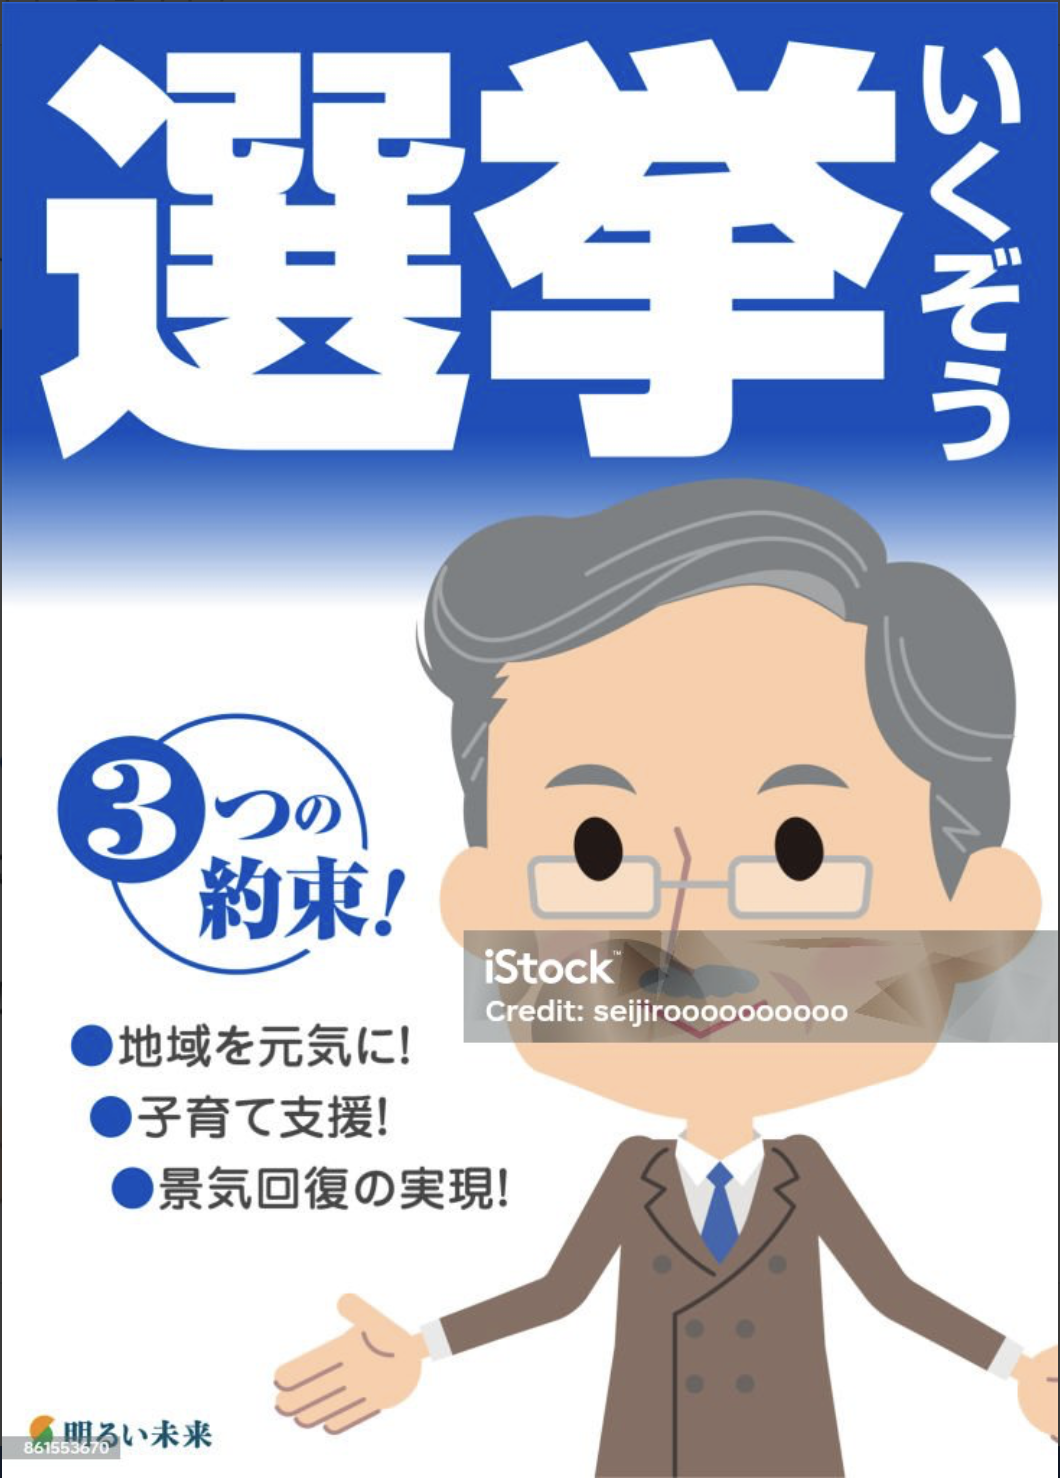 選挙
いくぞう
3つの
約束!
iStock™
Credit: seijiroooooooooo
●地域を元気に!
●子育て支援!
●景気回復の実現!
明るい未来
861553670